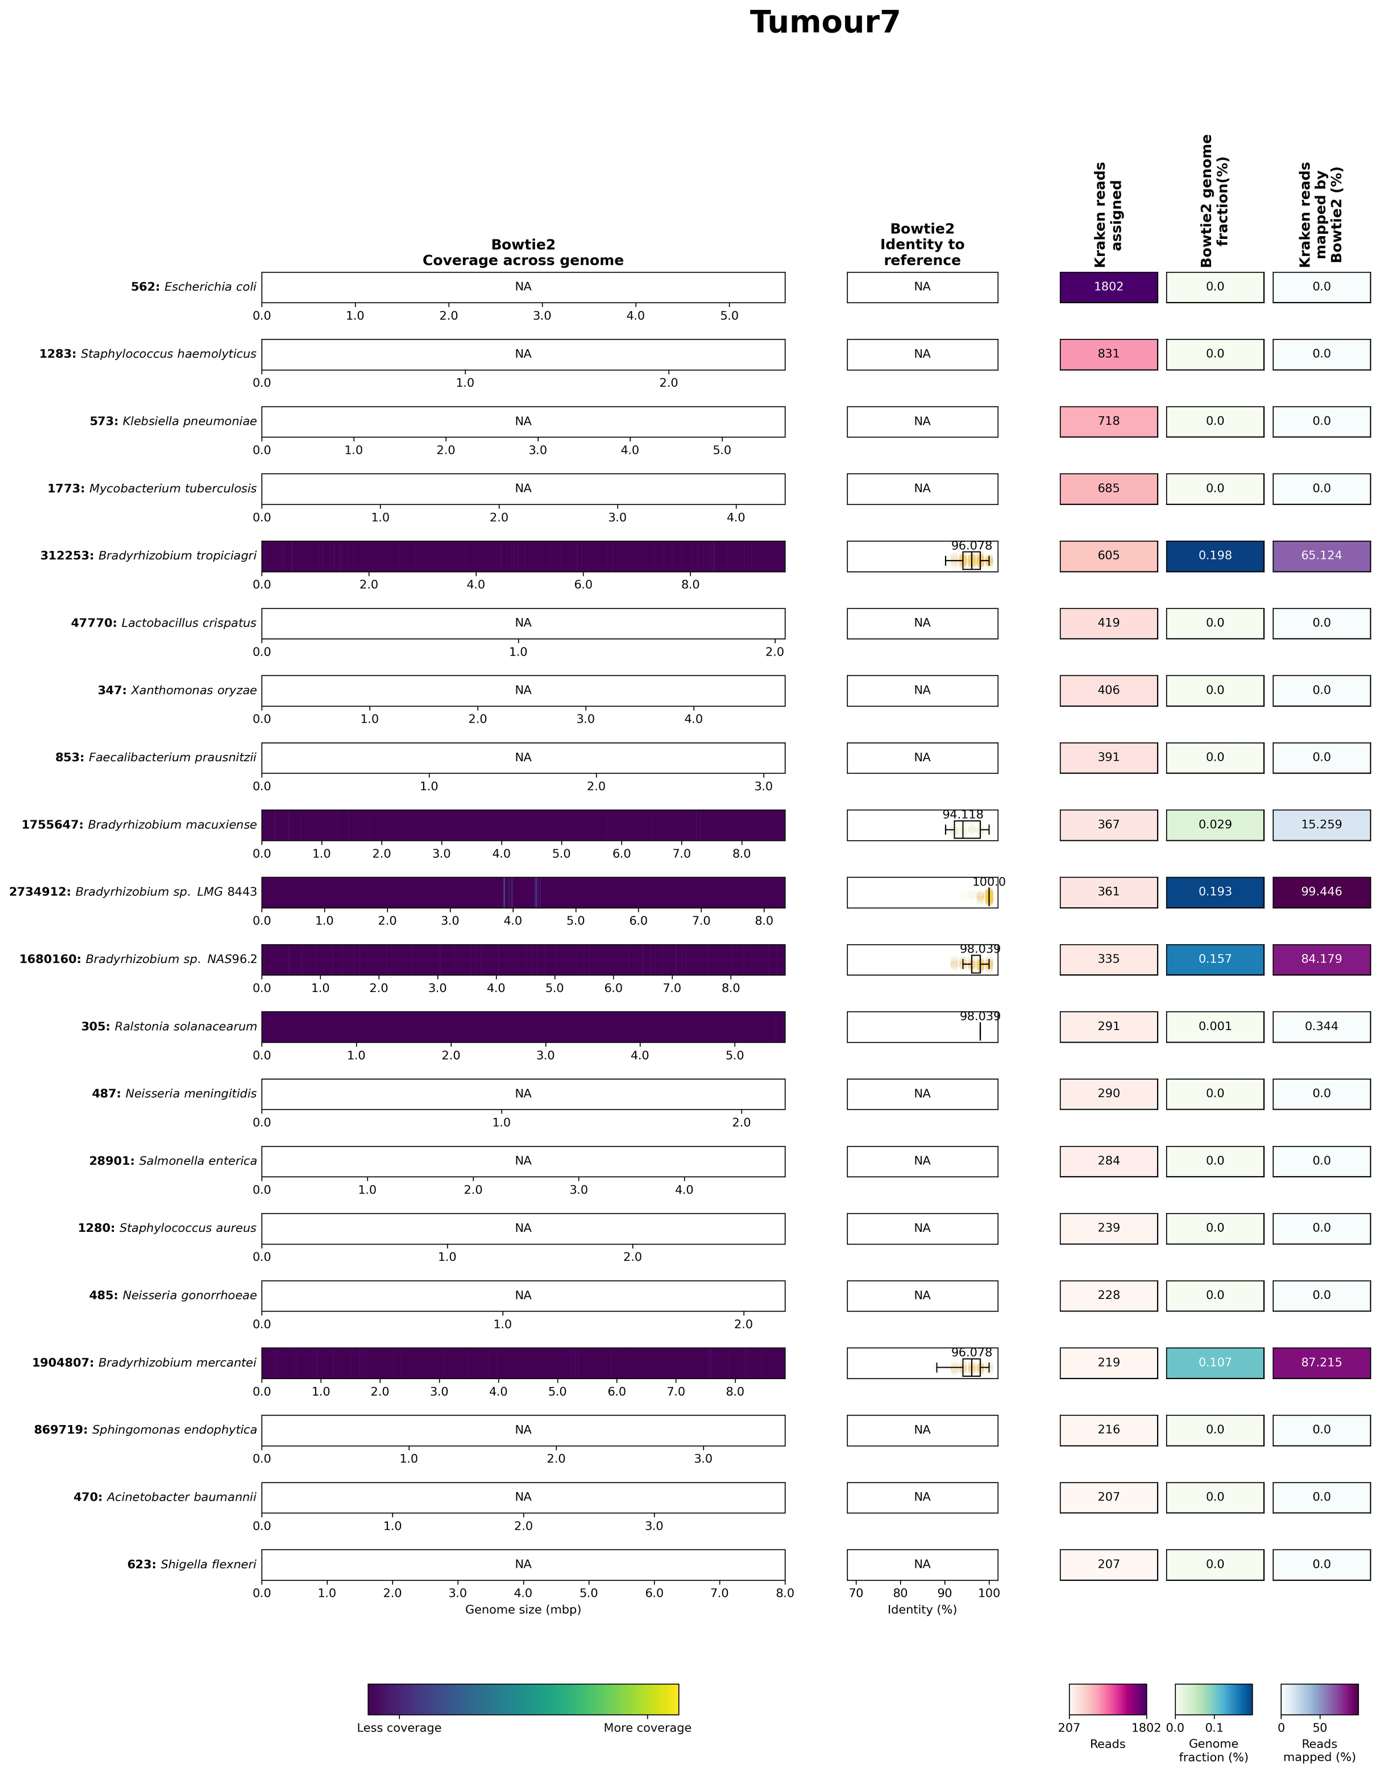 Tumour7
Bowtie2
Coverage across genome
Bowtie2
Identity to
reference
Kraken reads
assigned
Bowtie2 genome
fraction(%)
Kraken reads
mapped by
Bowtie2 (%)
562: Escherichia coli NA NA 1802 0.0 0.0
0.0 1.0 2.0 3.0 4.0 5.0
1283: Staphylococcus haemolyticus NA NA 831 0.0 0.0
0.0 1.0 2.0
573: Klebsiella pneumoniae NA NA 718 0.0 0.0
0.0 1.0 2.0 3.0 4.0 5.0
1773: Mycobacterium tuberculosis NA NA 685 0.0 0.0
0.0 1.0 2.0 3.0 4.0
312253: Bradyrhizobium tropiciagri 96.078 605 0.198 65.124
0.0 2.0 4.0 6.0 8.0
47770: Lactobacillus crispatus NA NA 419 0.0 0.0
0.0 1.0 2.0
347: Xanthomonas oryzae NA NA 406 0.0 0.0
0.0 1.0 2.0 3.0 4.0
853: Faecalibacterium prausnitzii NA NA 391 0.0 0.0
0.0 1.0 2.0 3.0
1755647: Bradyrhizobium macuxiense 94.118 367 0.029 15.259
0.0 1.0 2.0 3.0 4.0 5.0 6.0 7.0 8.0
2734912: Bradyrhizobium sp. LMG 8443 100.0 361 0.193 99.446
0.0 1.0 2.0 3.0 4.0 5.0 6.0 7.0 8.0
1680160: Bradyrhizobium sp. NAS96.2 98.039 335 0.157 84.179
0.0 1.0 2.0 3.0 4.0 5.0 6.0 7.0 8.0
305: Ralstonia solanacearum 98.039 291 0.001 0.344
0.0 1.0 2.0 3.0 4.0 5.0
487: Neisseria meningitidis NA NA 290 0.0 0.0
0.0 1.0 2.0
28901: Salmonella enterica NA NA 284 0.0 0.0
0.0 1.0 2.0 3.0 4.0
1280: Staphylococcus aureus NA NA 239 0.0 0.0
0.0 1.0 2.0
485: Neisseria gonorrhoeae NA NA 228 0.0 0.0
0.0 1.0 2.0
1904807: Bradyrhizobium mercantei 96.078 219 0.107 87.215
0.0 1.0 2.0 3.0 4.0 5.0 6.0 7.0 8.0
869719: Sphingomonas endophytica NA NA 216 0.0 0.0
0.0 1.0 2.0 3.0
470: Acinetobacter baumannii NA NA 207 0.0 0.0
0.0 1.0 2.0 3.0
623: Shigella flexneri NA NA 207 0.0 0.0
0.0 1.0 2.0 3.0 4.0 5.0 6.0 7.0 8.0 70 80 90 100
Genome size (mbp) Identity (%)
Less coverage More coverage
207 1802
Reads
0.0 0.1
Genome
fraction (%)
0 50
Reads
mapped (%)